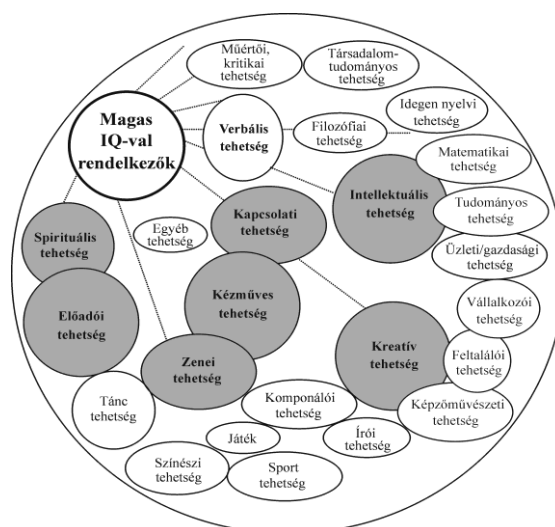 Műértői,
kritikai
tehetség
Társadalom-
tudományos
tehetség
Magas
IQ-val
rendelkezők
Verbális
tehetség
Filozófiai
tehetség
Idegen nyelvi
tehetség
Matematikai
tehetség
Intellektuális
tehetség
Tudományos
tehetség
Kapcsolati
tehetség
Egyéb
tehetség
Spirituális
tehetség
Üzleti/gazdasági
tehetség
Kézműves
tehetség
Előadói
tehetség
Vállalkozói
tehetség
Zenei
tehetség
Kreatív
tehetség
Feltalálói
tehetség
Tánc
tehetség
Komponálói
tehetség
Képzőművészeti
tehetség
Játék
Írói
tehetség
Színészi
tehetség
Sport
tehetség